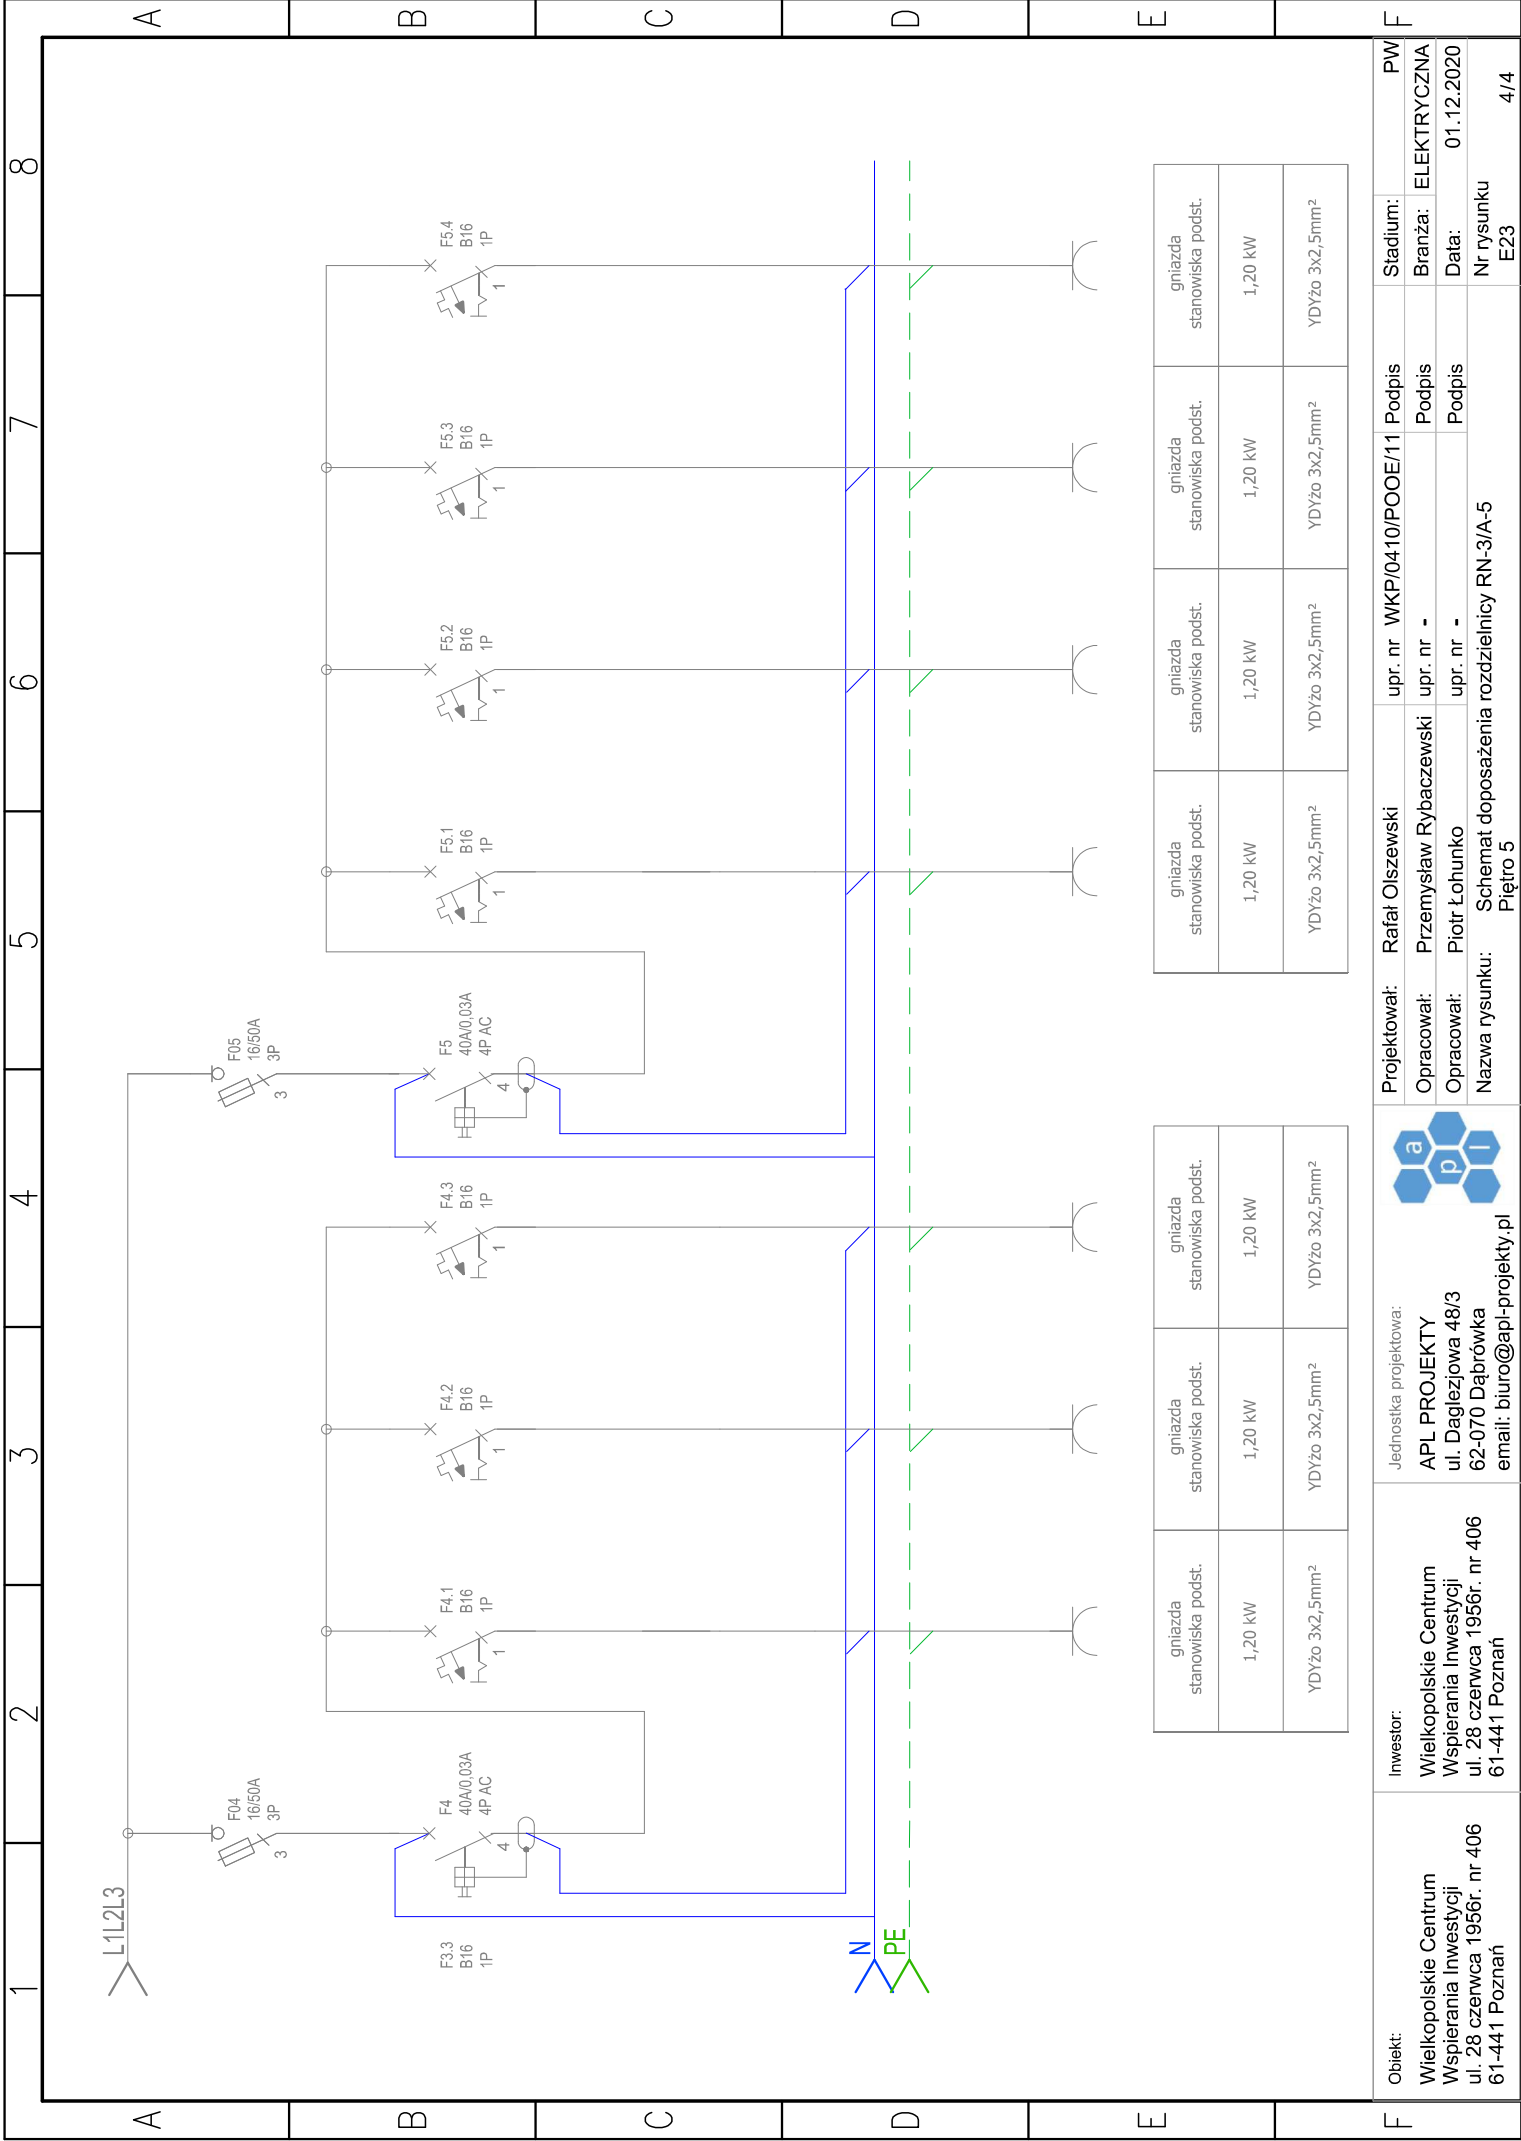 1 2 3 4 5 6 7 8
A
B
C
D
E
F
A
B
C
D
E
F
L1L2L3
F04
16/50A
3P
3
F05
16/50A
3P
3
F3.3
B16
1P
F4
40A/0,03A
4P AC
4
F4.1
B16
1P
1
F4.2
B16
1P
1
F4.3
B16
1P
1
F5
40A/0,03A
4P AC
4
F5.1
B16
1P
1
F5.2
B16
1P
1
F5.3
B16
1P
1
F5.4
B16
1P
1
N
PE
gniazda
stanowiska podst.
1,20 kW
YDYżo 3x2,5mm²
gniazda
stanowiska podst.
1,20 kW
YDYżo 3x2,5mm²
gniazda
stanowiska podst.
1,20 kW
YDYżo 3x2,5mm²
gniazda
stanowiska podst.
1,20 kW
YDYżo 3x2,5mm²
gniazda
stanowiska podst.
1,20 kW
YDYżo 3x2,5mm²
gniazda
stanowiska podst.
1,20 kW
YDYżo 3x2,5mm²
gniazda
stanowiska podst.
1,20 kW
YDYżo 3x2,5mm²
Obiekt:
Wielkopolskie Centrum
Wspierania Inwestycji
ul. 28 czerwca 1956r. nr 406
61-441 Poznań
Inwestor:
Wielkopolskie Centrum
Wspierania Inwestycji
ul. 28 czerwca 1956r. nr 406
61-441 Poznań
Jednostka projektowa:
APL PROJEKTY
ul. Daglezjowa 48/3
62-070 Dąbrówka
email: biuro@apl-projekty.pl
apl
Projektował: Rafał Olszewski upr. nr WKP/0410/POOE/11 Podpis
Opracował: Przemysław Rybaczewski upr. nr - Podpis
Opracował: Piotr Łohunko upr. nr - Podpis
Nazwa rysunku: Schemat doposażenia rozdzielnicy RN-3/A-5
Piętro 5
Stadium: PW
Branża: ELEKTRYCZNA
Data: 01.12.2020
Nr rysunku
E23 4/4